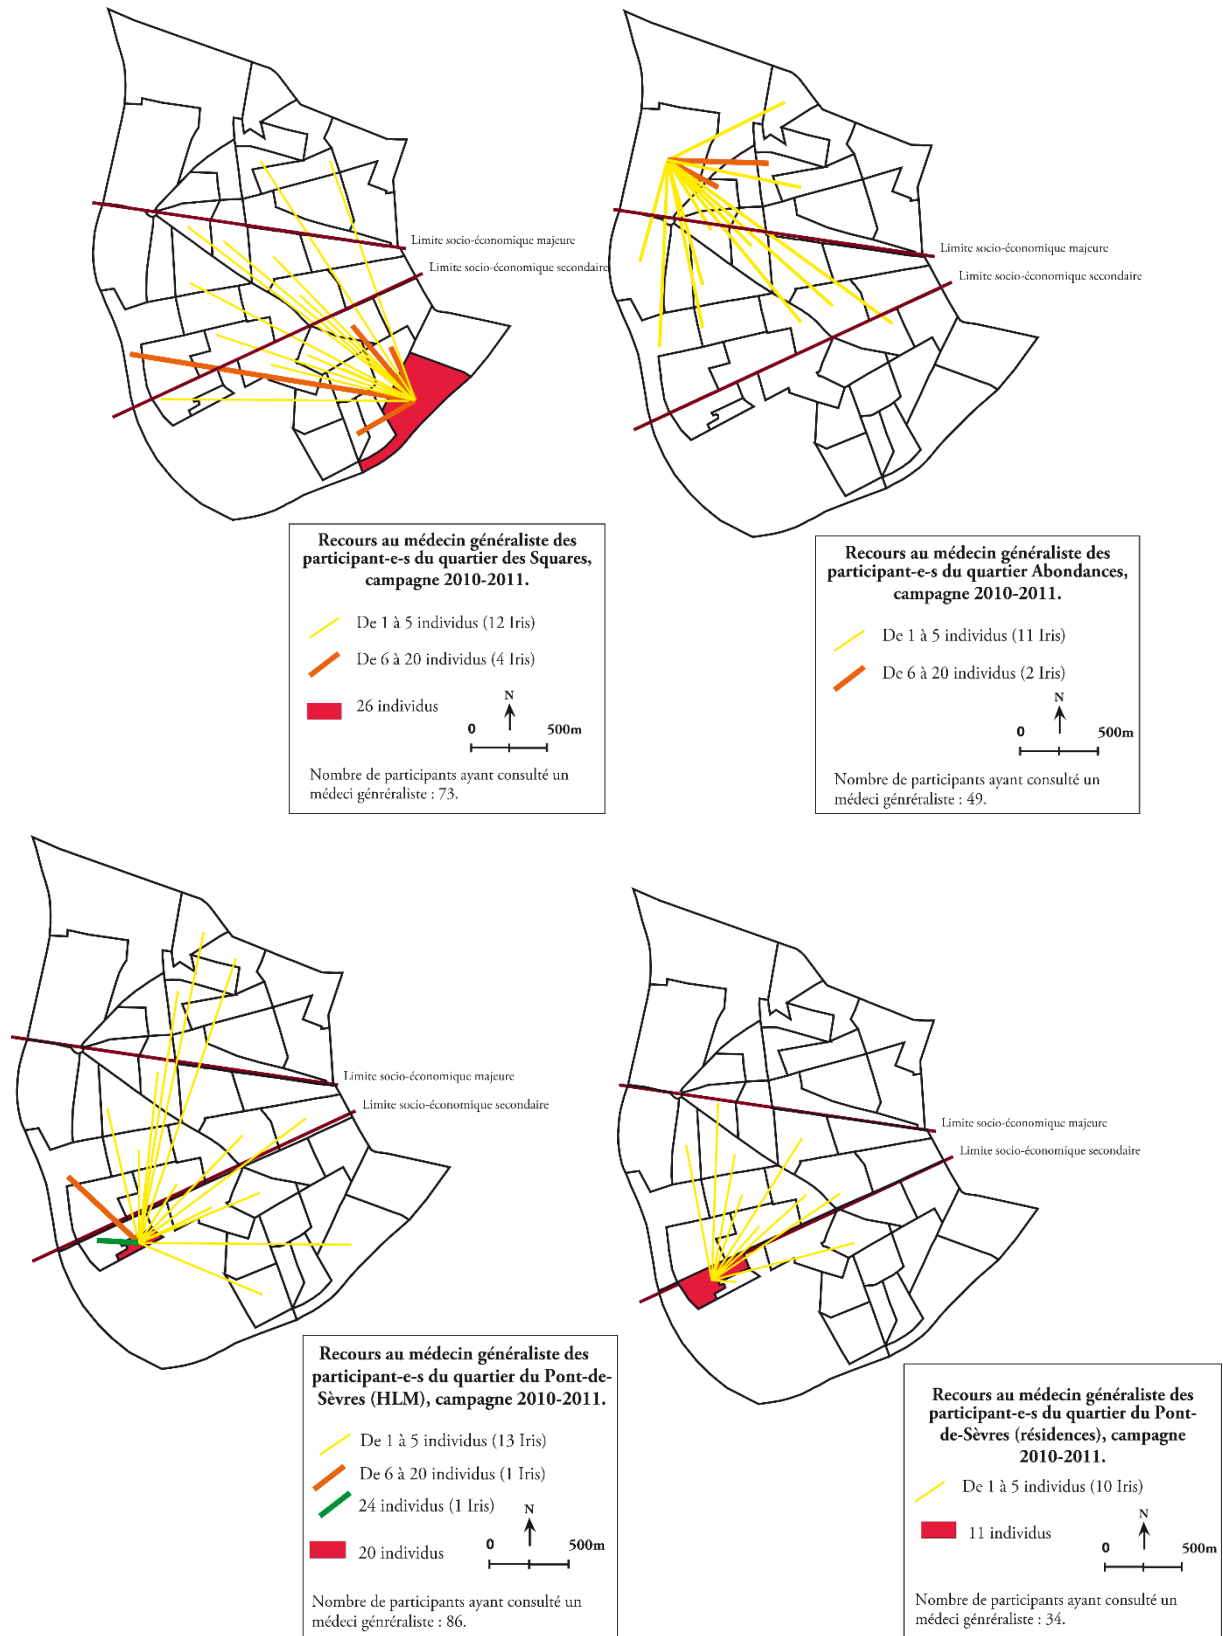 Limite socio-économique majeure
Limite socio-économique secondaire
Recours au médecin généraliste des
participant-e-s du quartier des Squares,
campagne 2010-2011.
De 1 à 5 individus (12 Iris)
De 6 à 20 individus (4 Iris)
26 individus
N
0 500m
Nombre de participants ayant consulté un
médeci génréraliste : 73.
Limite socio-économique majeure
Limite socio-économique secondaire
Recours au médecin généraliste des
participant-e-s du quartier Abondances,
campagne 2010-2011.
De 1 à 5 individus (11 Iris)
De 6 à 20 individus (2 Iris)
N
0 500m
Nombre de participants ayant consulté un
médeci génréraliste : 49.
Limite socio-économique majeure
Limite socio-économique secondaire
Recours au médecin généraliste des
participant-e-s du quartier du Pont-de-
Sèvres (HLM), campagne 2010-2011.
De 1 à 5 individus (13 Iris)
De 6 à 20 individus (1 Iris)
24 individus (1 Iris)
20 individus
N
0 500m
Nombre de participants ayant consulté un
médeci génréraliste : 86.
Limite socio-économique majeure
Limite socio-économique secondaire
Recours au médecin généraliste des
participant-e-s du quartier du Pont-
de-Sèvres (résidences), campagne
2010-2011.
De 1 à 5 individus (10 Iris)
11 individus
N
0 500m
Nombre de participants ayant consulté un
médeci génréraliste : 34.